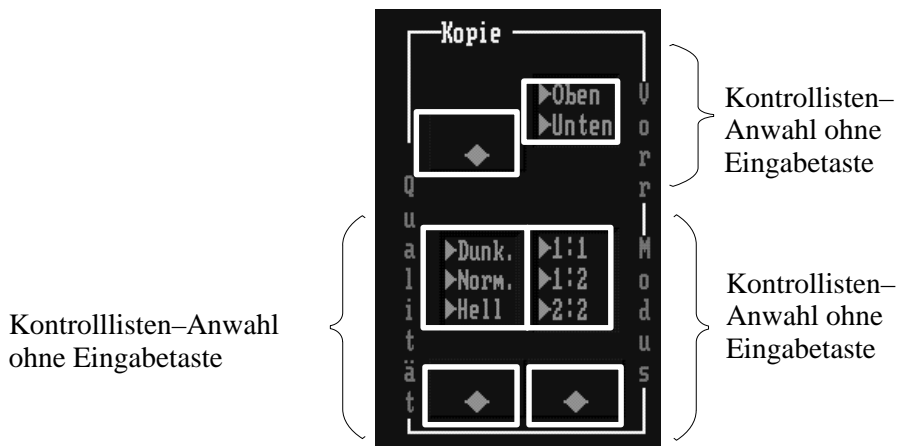 Kopie
▶Oben
▶Unten
Vorr
Kontrollisten–
Anwahl ohne
Eingabetaste
Qualität
▶Dunk.
▶Norm.
▶Hell
▶1:1
▶1:2
▶2:2
Modus
Kontrolllisten–Anwahl
ohne Eingabetaste
Kontrollisten–
Anwahl ohne
Eingabetaste